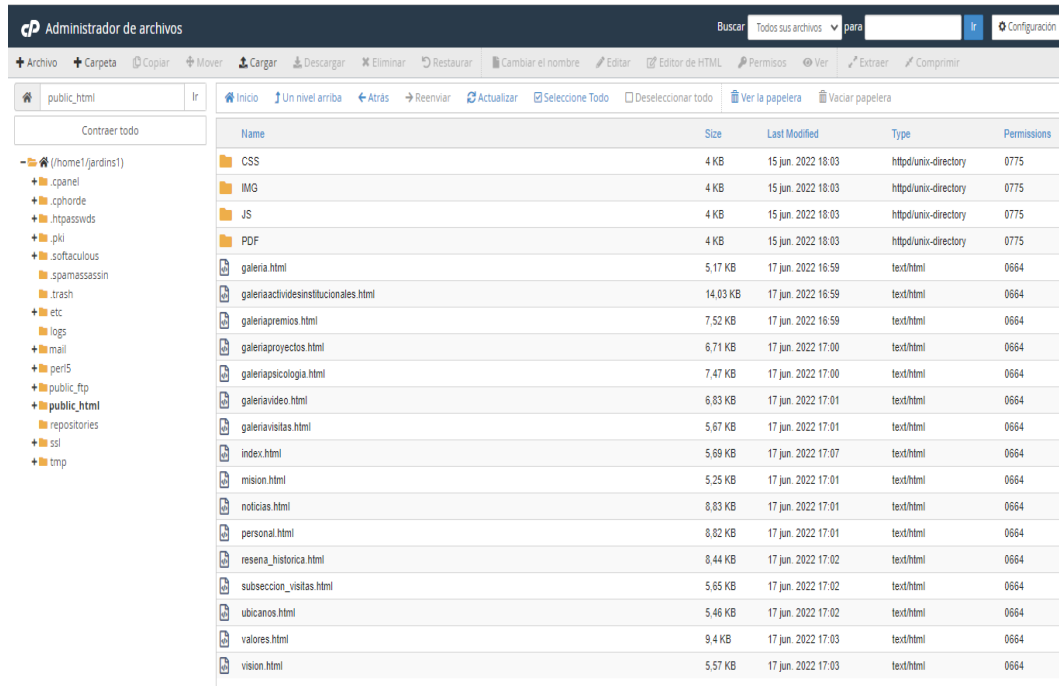 cP Administrador de archivos Buscar Todos sus archivos para Ir Configuración
Archivo Carpeta Copiar Mover Cargar Descargar Eliminar Restaurar Cambiar el nombre Editar Editor de HTML Permisos Ver Extraer Comprimir
public_html Ir
Contraer todo
(/home1/jardins1)
.cpanel
.cphorde
.htpasswds
.pki
.softaculous
.spamassassin
.trash
etc
logs
mail
perl5
public_ftp
public_html
repositories
ssl
tmp
Inicio Un nivel arriba Atrás Reenviar Actualizar Seleccione Todo Deseleccionar todo Ver la papelera Vaciar papelera
Name Size Last Modified Type Permissions
CSS 4 KB 15 jun. 2022 18:03 httpd/unix-directory 0775
IMG 4 KB 15 jun. 2022 18:03 httpd/unix-directory 0775
JS 4 KB 15 jun. 2022 18:03 httpd/unix-directory 0775
PDF 4 KB 15 jun. 2022 18:03 httpd/unix-directory 0775
galeria.html 5,17 KB 17 jun. 2022 16:59 text/html 0664
galeriaactividesinstitucionales.html 14,03 KB 17 jun. 2022 16:59 text/html 0664
galeriapremios.html 7,52 KB 17 jun. 2022 16:59 text/html 0664
galeriaproyectos.html 6,71 KB 17 jun. 2022 17:00 text/html 0664
galeriapsicologia.html 7,47 KB 17 jun. 2022 17:00 text/html 0664
galeriavideo.html 6,83 KB 17 jun. 2022 17:01 text/html 0664
galeriavisitas.html 5,67 KB 17 jun. 2022 17:01 text/html 0664
index.html 5,69 KB 17 jun. 2022 17:07 text/html 0664
mision.html 5,25 KB 17 jun. 2022 17:01 text/html 0664
noticias.html 8,83 KB 17 jun. 2022 17:01 text/html 0664
personal.html 8,82 KB 17 jun. 2022 17:01 text/html 0664
resena_historica.html 8,44 KB 17 jun. 2022 17:02 text/html 0664
subseccion_visitas.html 5,65 KB 17 jun. 2022 17:02 text/html 0664
ubicanos.html 5,46 KB 17 jun. 2022 17:02 text/html 0664
valores.html 9,4 KB 17 jun. 2022 17:03 text/html 0664
vision.html 5,57 KB 17 jun. 2022 17:03 text/html 0664